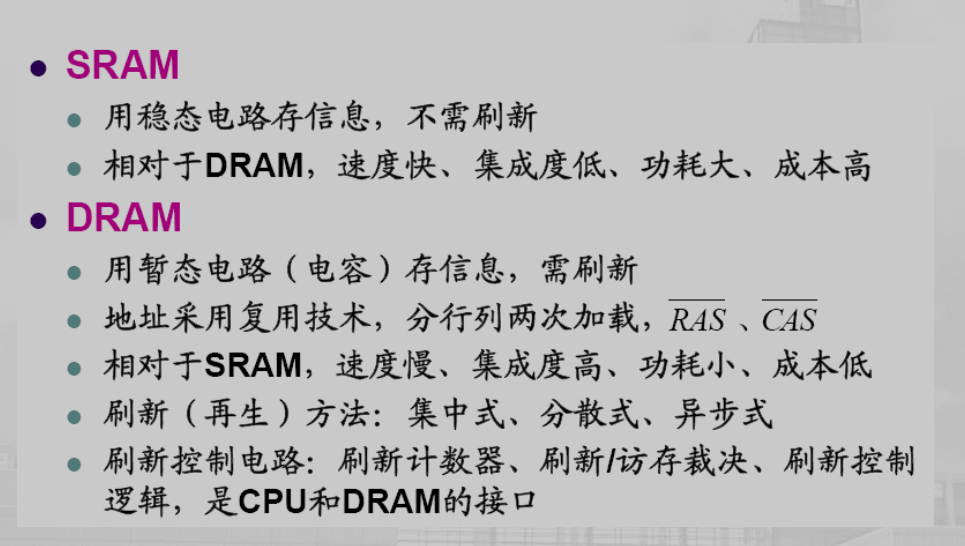 SRAM
用稳态电路存信息，不需刷新
相对于DRAM，速度快、集成度低、功耗大、成本高
DRAM
用暂态电路（电容）存信息，需刷新
地址采用复用技术，分行列两次加载，R̅A̅S̅、C̅A̅S̅
相对于SRAM，速度慢、集成度高、功耗小、成本低
刷新（再生）方法：集中式、分散式、异步式
刷新控制电路：刷新计数器、刷新/访存裁决、刷新控制
逻辑，是CPU和DRAM的接口